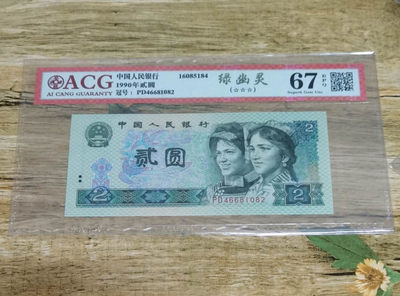 ACG
AI CANG GUARANTY
中国人民银行 16085184
1990年贰圆
冠号: PD46681082
绿幽灵
(☆☆☆)
67 EPQ
Superb Gem Unc
中国人民银行
2
贰圆
2
PD46681082